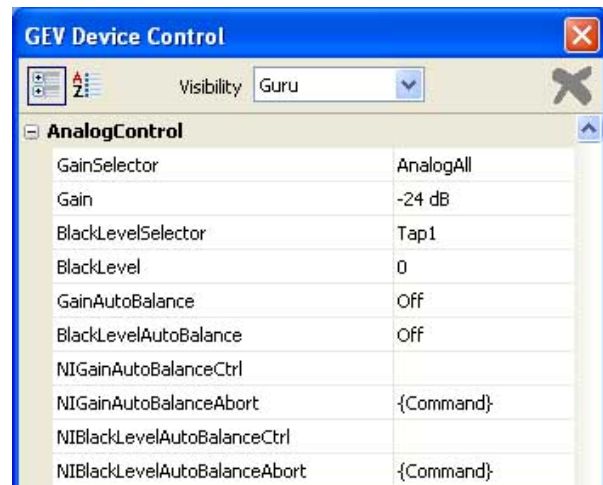 GEV Device Control
Visibility Guru
AnalogControl
GainSelector AnalogAll
Gain -24 dB
BlackLevelSelector Tap1
BlackLevel 0
GainAutoBalance Off
BlackLevelAutoBalance Off
NIGainAutoBalanceCtrl
NIGainAutoBalanceAbort {Command}
NIBlackLevelAutoBalanceCtrl
NIBlackLevelAutoBalanceAbort {Command}